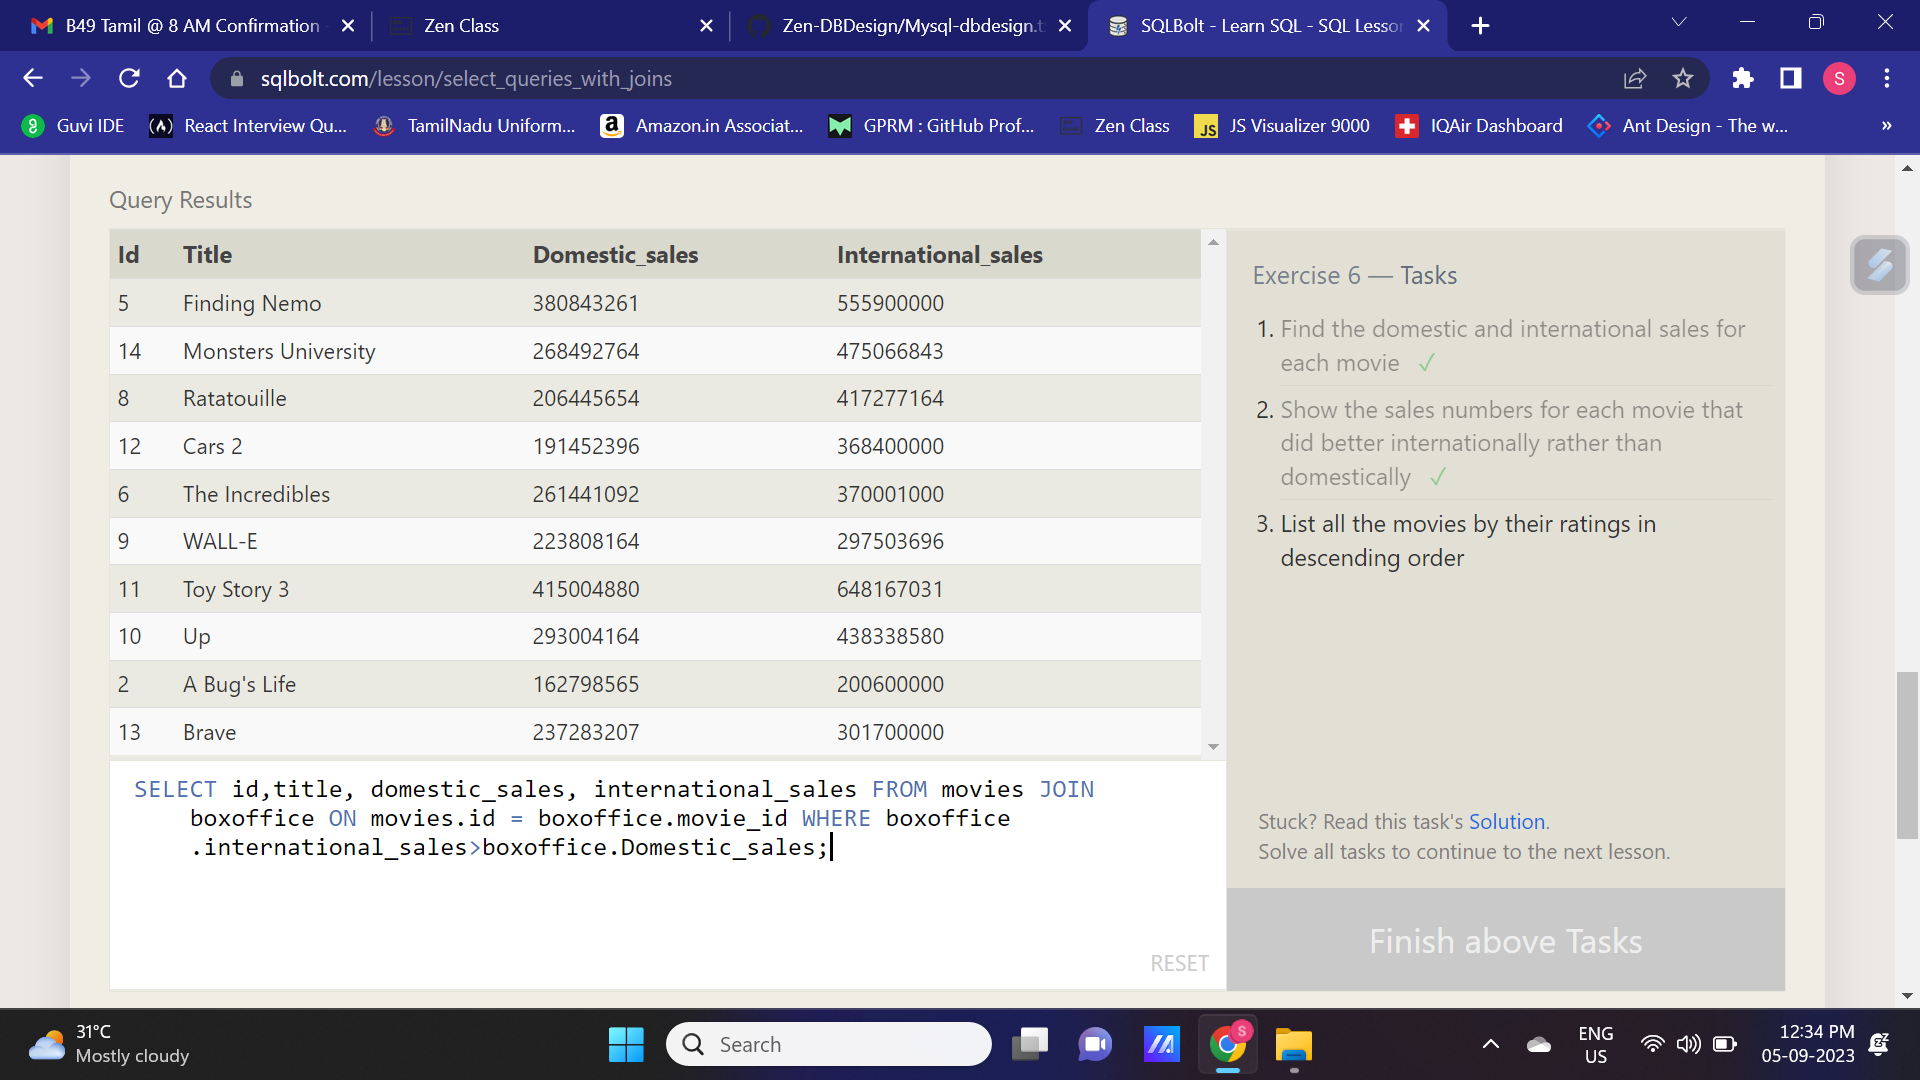 B49 Tamil @ 8 AM Confirmation
Zen Class
Zen-DBDesign/Mysql-dbdesign.t
SQLBolt - Learn SQL - SQL Lesson
sqlbolt.com/lesson/select_queries_with_joins
S
Guvi IDE
React Interview Qu...
TamilNadu Uniform...
Amazon.in Associat...
GPRM : GitHub Prof...
Zen Class
JS
JS Visualizer 9000
IQAir Dashboard
Ant Design - The w...
»
Query Results
Id Title Domestic_sales International_sales
5 Finding Nemo 380843261 555900000
14 Monsters University 268492764 475066843
8 Ratatouille 206445654 417277164
12 Cars 2 191452396 368400000
6 The Incredibles 261441092 370001000
9 WALL-E 223808164 297503696
11 Toy Story 3 415004880 648167031
10 Up 293004164 438338580
2 A Bug's Life 162798565 200600000
13 Brave 237283207 301700000
SELECT id,title, domestic_sales, international_sales FROM movies JOIN
boxoffice ON movies.id = boxoffice.movie_id WHERE boxoffice
.international_sales>boxoffice.Domestic_sales;
RESET
Exercise 6 — Tasks
1. Find the domestic and international sales for
each movie ✓
2. Show the sales numbers for each movie that
did better internationally rather than
domestically ✓
3. List all the movies by their ratings in
descending order
Stuck? Read this task's Solution.
Solve all tasks to continue to the next lesson.
Finish above Tasks
31°C
Mostly cloudy
Search
S
ENG
US
12:34 PM
05-09-2023